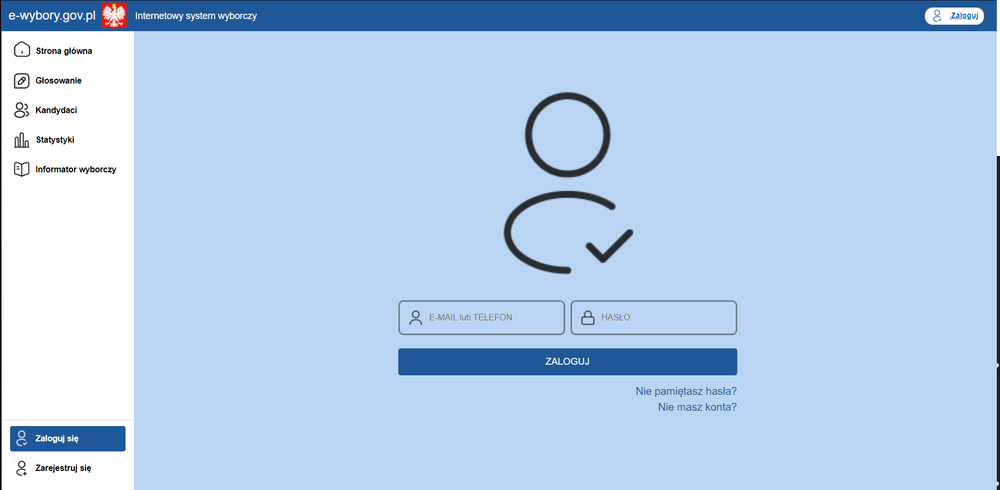 e-wybory.gov.pl
Internetowy system wyborczy
Zaloguj
Strona główna
Głosowanie
Kandydaci
Statystyki
Informator wyborczy
E-MAIL lub TELEFON
HASŁO
ZALOGUJ
Nie pamiętasz hasła?
Nie masz konta?
Zaloguj się
Zarejestruj się